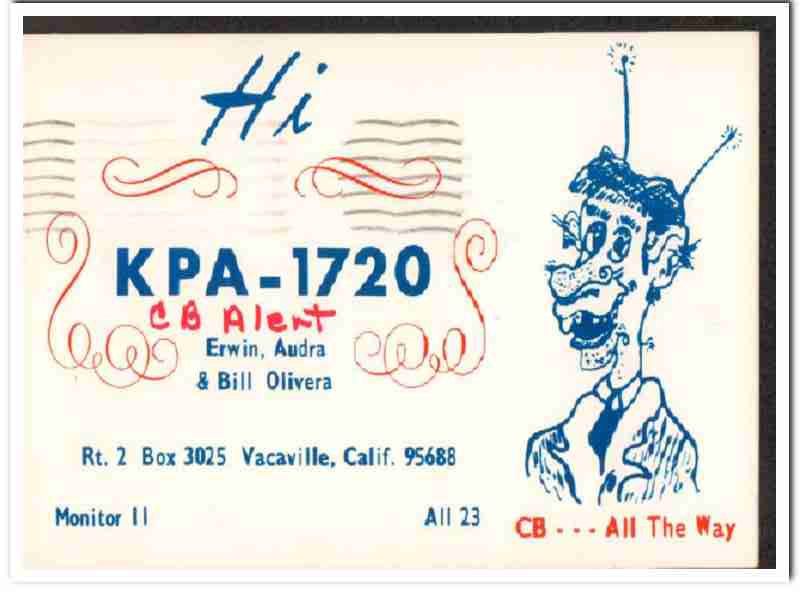 Hi
KPA-1720
CB Alert
Erwin, Audra
& Bill Olivera
Rt. 2 Box 3025 Vacaville, Calif. 95688
Monitor 11
All 23
CB --- All The Way